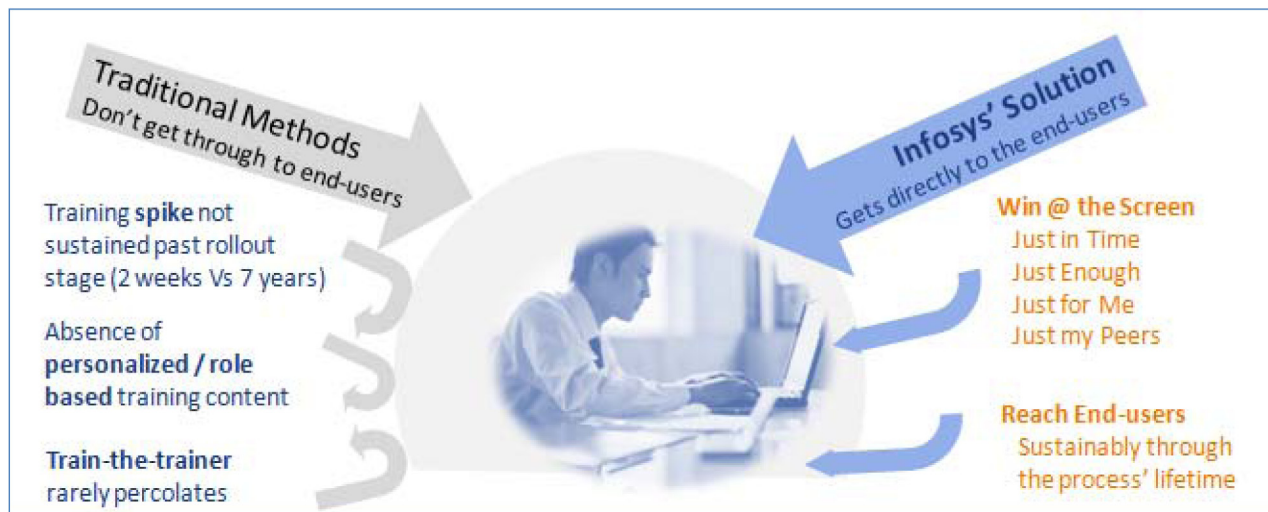 Traditional Methods
Don't get through to end-users
Training spike not
sustained past rollout
stage (2 weeks Vs 7 years)
Absence of
personalized / role
based training content
Train-the-trainer
rarely percolates
Infosys' Solution
Gets directly to the end-users
Win @ the Screen
Just in Time
Just Enough
Just for Me
Just my Peers
Reach End-users
Sustainably through
the process' lifetime